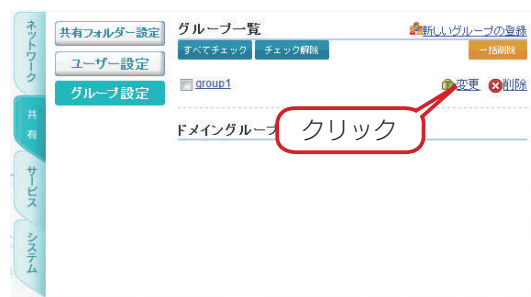 ネットワーク
共有
サービス
システム
共有フォルダー設定
ユーザー設定
グループ設定
グループ一覧
新しいグループの登録
すべてチェック チェック解除 一括削除
group1 変更 削除
ドメイングループ
クリック